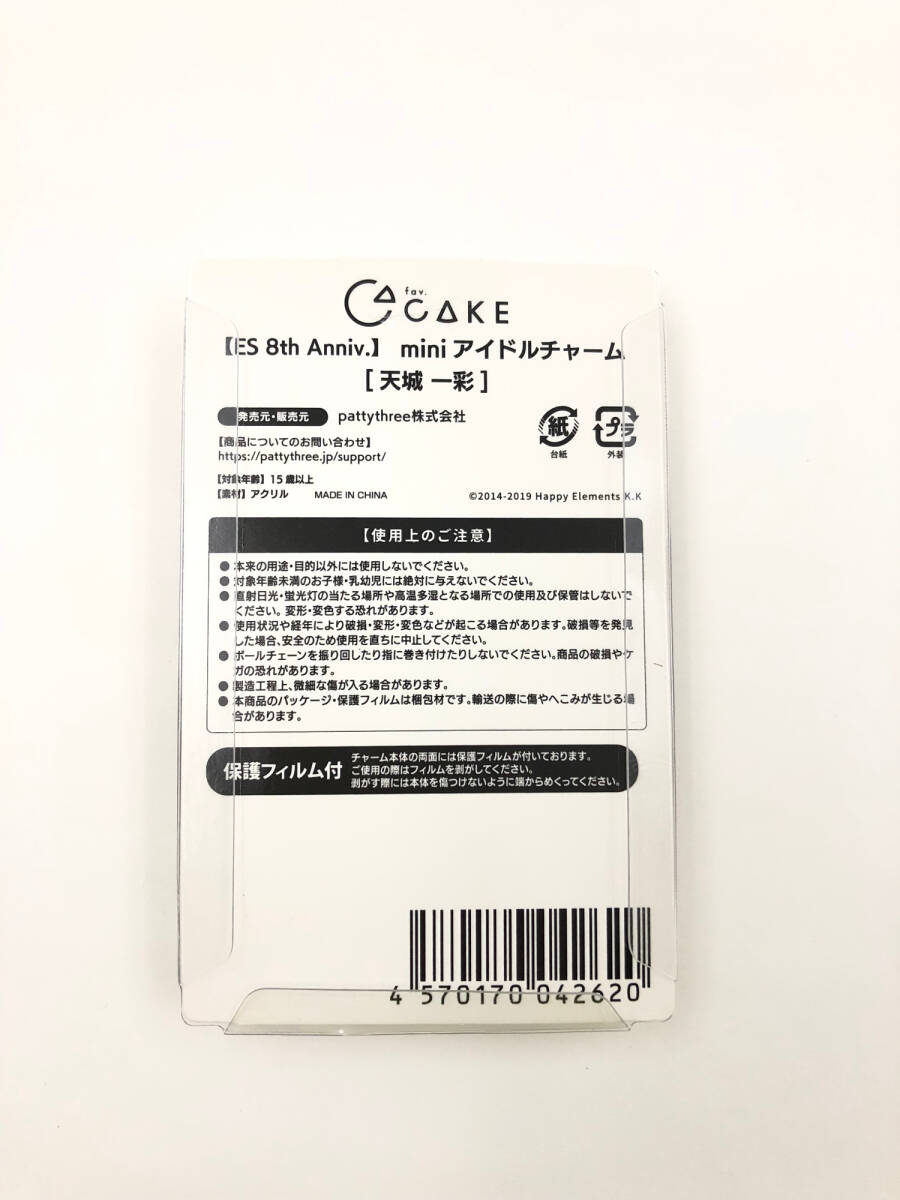 fav.
CAKE
【ES 8th Anniv.】 mini アイドルチャーム
[ 天城 一彩 ]
発売元・販売元 pattythree株式会社
【商品についてのお問い合わせ】
https://pattythree.jp/support/
紙
台紙
プラ
外装
【対象年齢】15歳以上
【素材】アクリル MADE IN CHINA
©2014-2019 Happy Elements K.K
【使用上のご注意】
● 本来の用途・目的以外には使用しないでください。
● 対象年齢未満のお子様・乳幼児には絶対に与えないでください。
● 直射日光・蛍光灯の当たる場所や高温多湿となる場所での使用及び保管はしないで
ください。変形・変色する恐れがあります。
● 使用状況や経年により破損・変形・変色などが起こる場合があります。破損等を発見
した場合、安全のため使用を直ちに中止してください。
● ボールチェーンを振り回したり指に巻き付けたりしないでください。商品の破損やケ
ガの恐れがあります。
● 製造工程上、微細な傷が入る場合があります。
● 本商品のパッケージ・保護フィルムは梱包材です。輸送の際に傷やへこみが生じる場
合があります。
保護フィルム付
チャーム本体の両面には保護フィルムが付いております。
ご使用の際はフィルムを剥がしてください。
剥がす際には本体を傷つけないように端からめくってください。
4 570170 042620